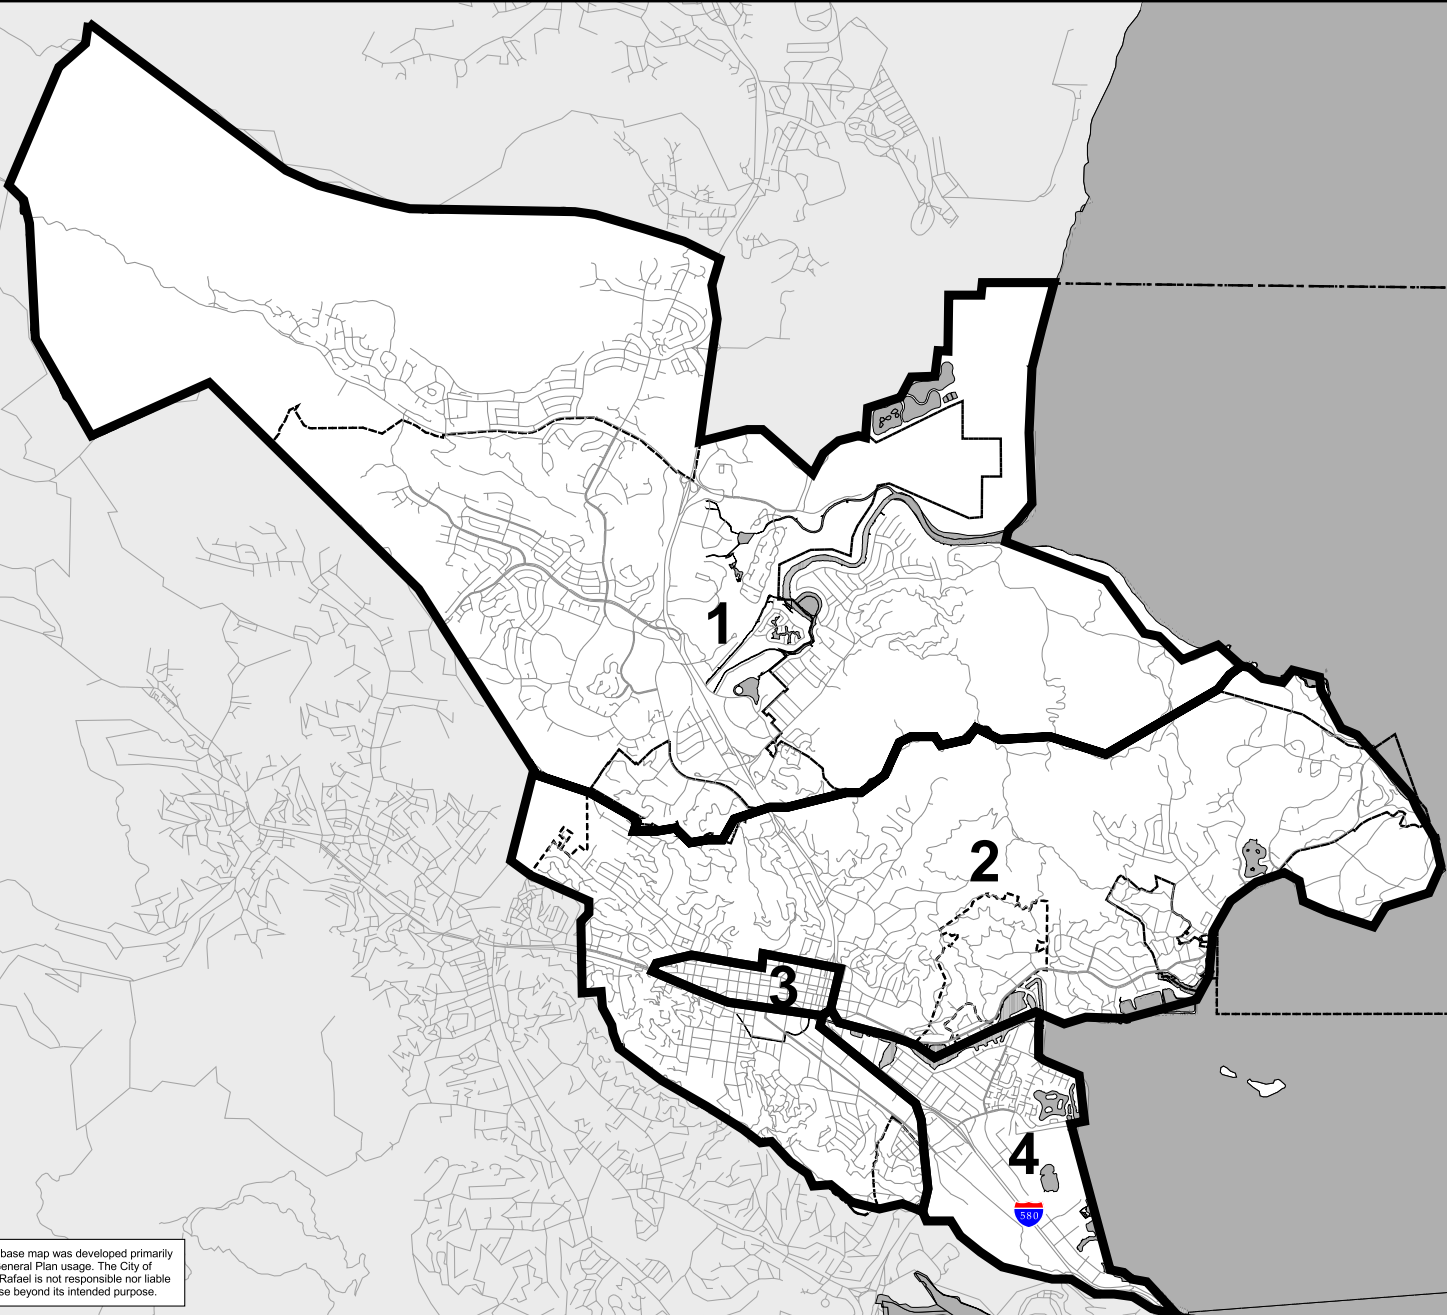 1
2
3
4
580
base map was developed primarily
General Plan usage. The City of
Rafael is not responsible nor liable
se beyond its intended purpose.